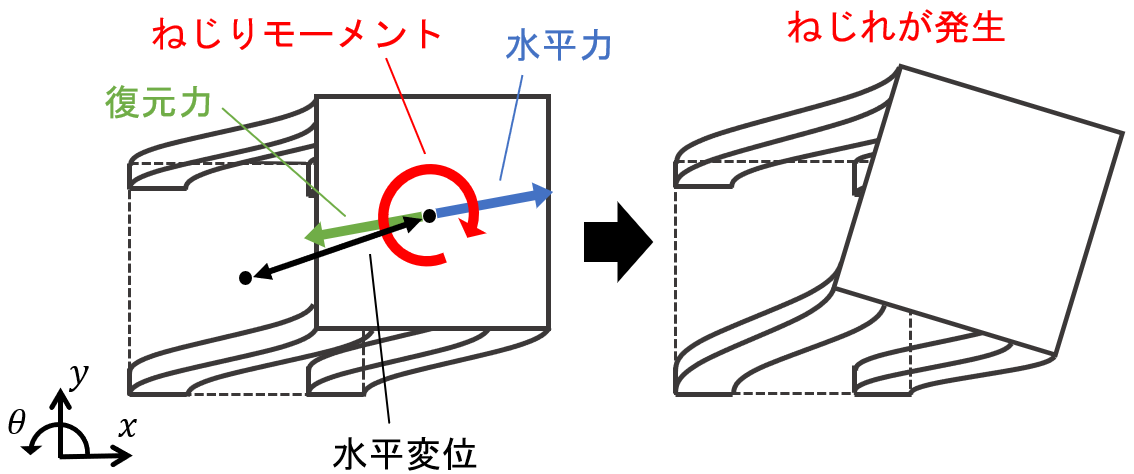 ねじりモーメント
水平力
復元力
水平変位
y
θ
x
ねじれが発生